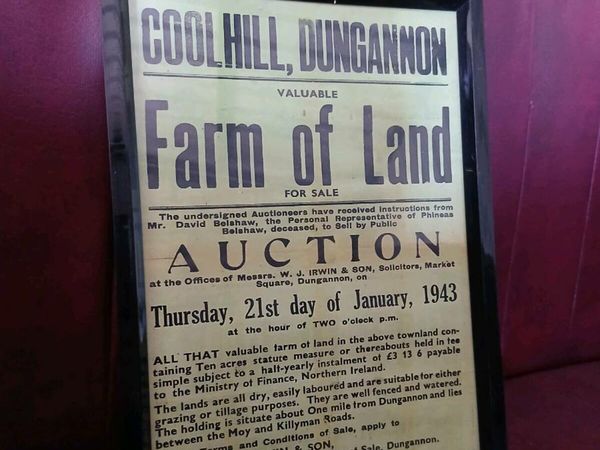 COOLHILL, DUNGANNON
VALUABLE
Farm of Land
FOR SALE
The undersigned Auctioneers have received instructions from
Mr. David Belshaw, the Personal Representative of Phineas
Belshaw, deceased, to Sell by Public
AUCTION
at the Offices of Messrs. W. J. IRWIN & SON, Solicitors, Market
Square, Dungannon, on
Thursday, 21st day of January, 1943
at the hour of TWO o'clock p.m.
ALL THAT valuable farm of land in the above townland con-
taining Ten acres statute measure or thereabouts held in fee
simple subject to a half-yearly instalment of £3 13 6 payable
to the Ministry of Finance, Northern Ireland.
The lands are all dry, easily laboured and are suitable for either
grazing or tillage purposes. They are well fenced and watered.
The holding is situate about One mile from Dungannon and lies
between the Moy and Killyman Roads.
Terms and Conditions of Sale, apply to
& SON,
Sale, Dungannon.